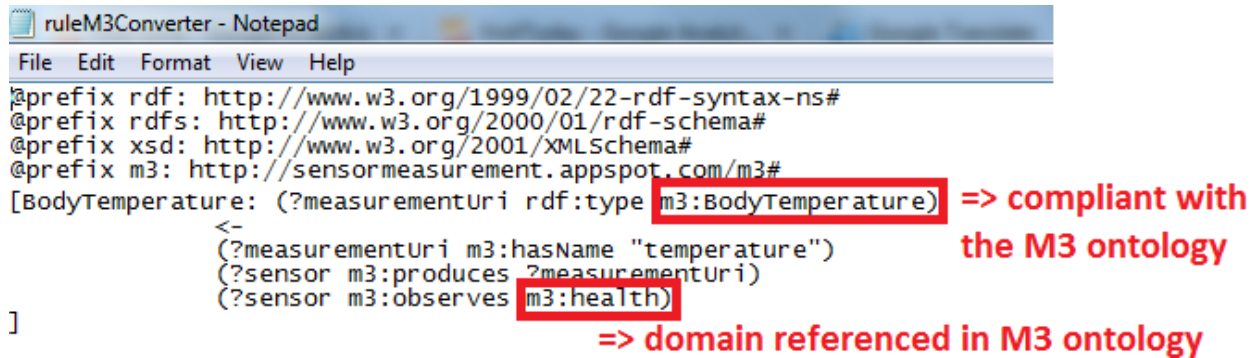 ruleM3Converter - Notepad
File Edit Format View Help
@prefix rdf: http://www.w3.org/1999/02/22-rdf-syntax-ns#
@prefix rdfs: http://www.w3.org/2000/01/rdf-schema#
@prefix xsd: http://www.w3.org/2001/XMLSchema#
@prefix m3: http://sensormeasurement.appspot.com/m3#
[BodyTemperature: (?measurementUri rdf:type m3:BodyTemperature) => compliant with
<- the M3 ontology
(?measurementUri m3:hasName "temperature")
(?sensor m3:produces ?measurementUri)
(?sensor m3:observes m3:health)
]
=> domain referenced in M3 ontology